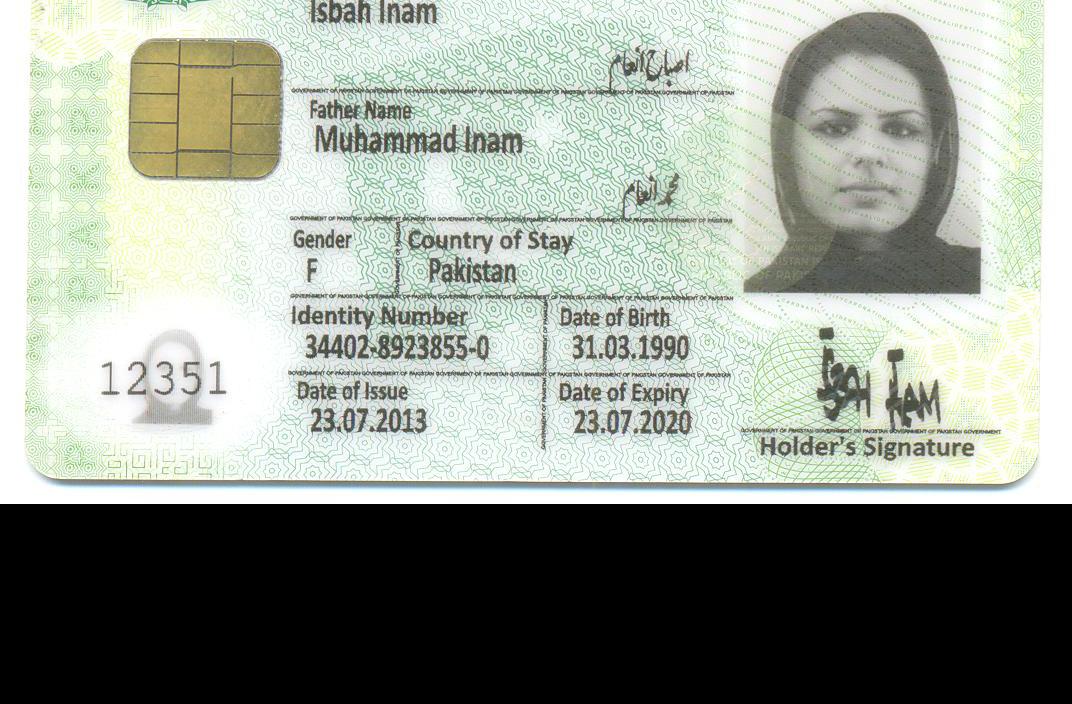 Isbah Inam
اصباح انعام
Father Name
Muhammad Inam
محمد انعام
Gender
Country of Stay
F
Pakistan
Identity Number
Date of Birth
34402-8923855-0
31.03.1990
Date of Issue
Date of Expiry
23.07.2013
23.07.2020
12351
Holder's Signature